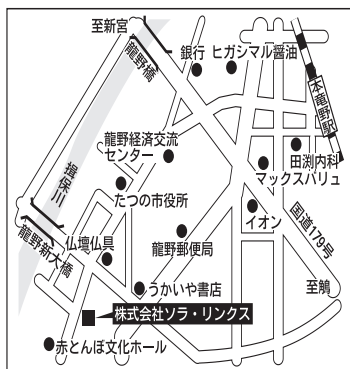 至新宮
龍野橋
銀行
ヒガシマル醤油
本竜野駅
龍野経済交流
センター
田渕内科
マックスバリュ
揖保川
たつの市役所
イオン
国道179号
龍野新大橋
仏壇仏具
龍野郵便局
うかいや書店
至鵤
株式会社ソラ・リンクス
赤とんぼ文化ホール